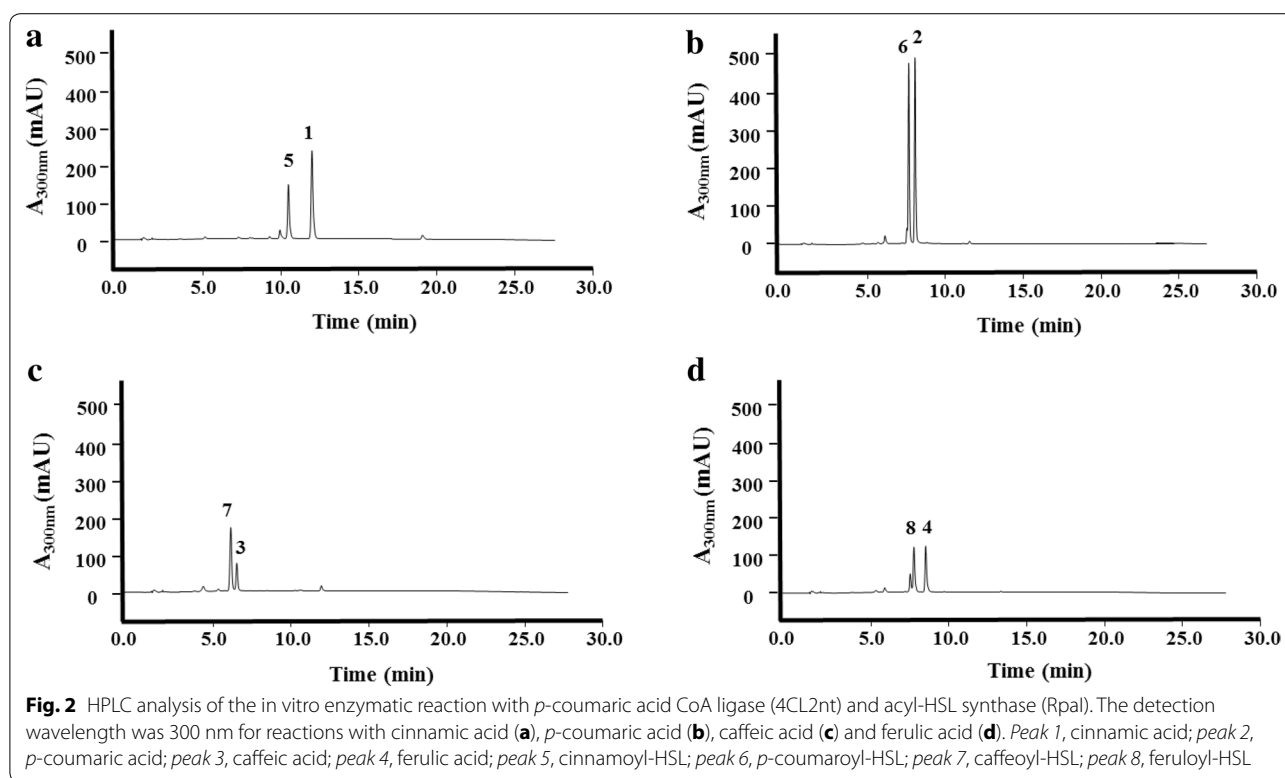 a
500
400
300
200
100
0
A300nm (mAU)
5
1
0.0 5.0 10.0 15.0 20.0 25.0 30.0
Time (min)
b
500
400
300
200
100
0
A300nm (mAU)
6 2
0.0 5.0 10.0 15.0 20.0 25.0 30.0
Time (min)
c
500
400
300
200
100
0
A300nm (mAU)
7
3
0.0 5.0 10.0 15.0 20.0 25.0 30.0
Time (min)
d
500
400
300
200
100
0
A300nm (mAU)
8 4
0.0 5.0 10.0 15.0 20.0 25.0 30.0
Time (min)
Fig. 2 HPLC analysis of the in vitro enzymatic reaction with p-coumaric acid CoA ligase (4CL2nt) and acyl-HSL synthase (RpaI). The detection
wavelength was 300 nm for reactions with cinnamic acid (a), p-coumaric acid (b), caffeic acid (c) and ferulic acid (d). Peak 1, cinnamic acid; peak 2,
p-coumaric acid; peak 3, caffeic acid; peak 4, ferulic acid; peak 5, cinnamoyl-HSL; peak 6, p-coumaroyl-HSL; peak 7, caffeoyl-HSL; peak 8, feruloyl-HSL